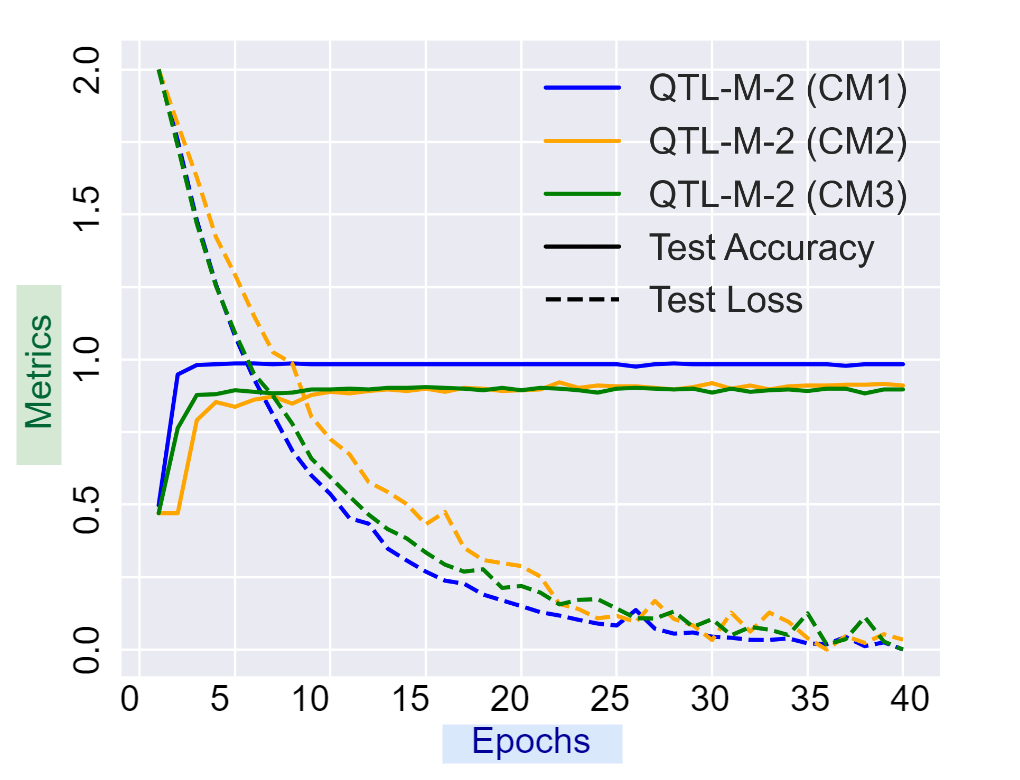 2.0
1.5
1.0
0.5
0.0
Metrics
QTL-M-2 (CM1)
QTL-M-2 (CM2)
QTL-M-2 (CM3)
Test Accuracy
Test Loss
0 5 10 15 20 25 30 35 40
Epochs